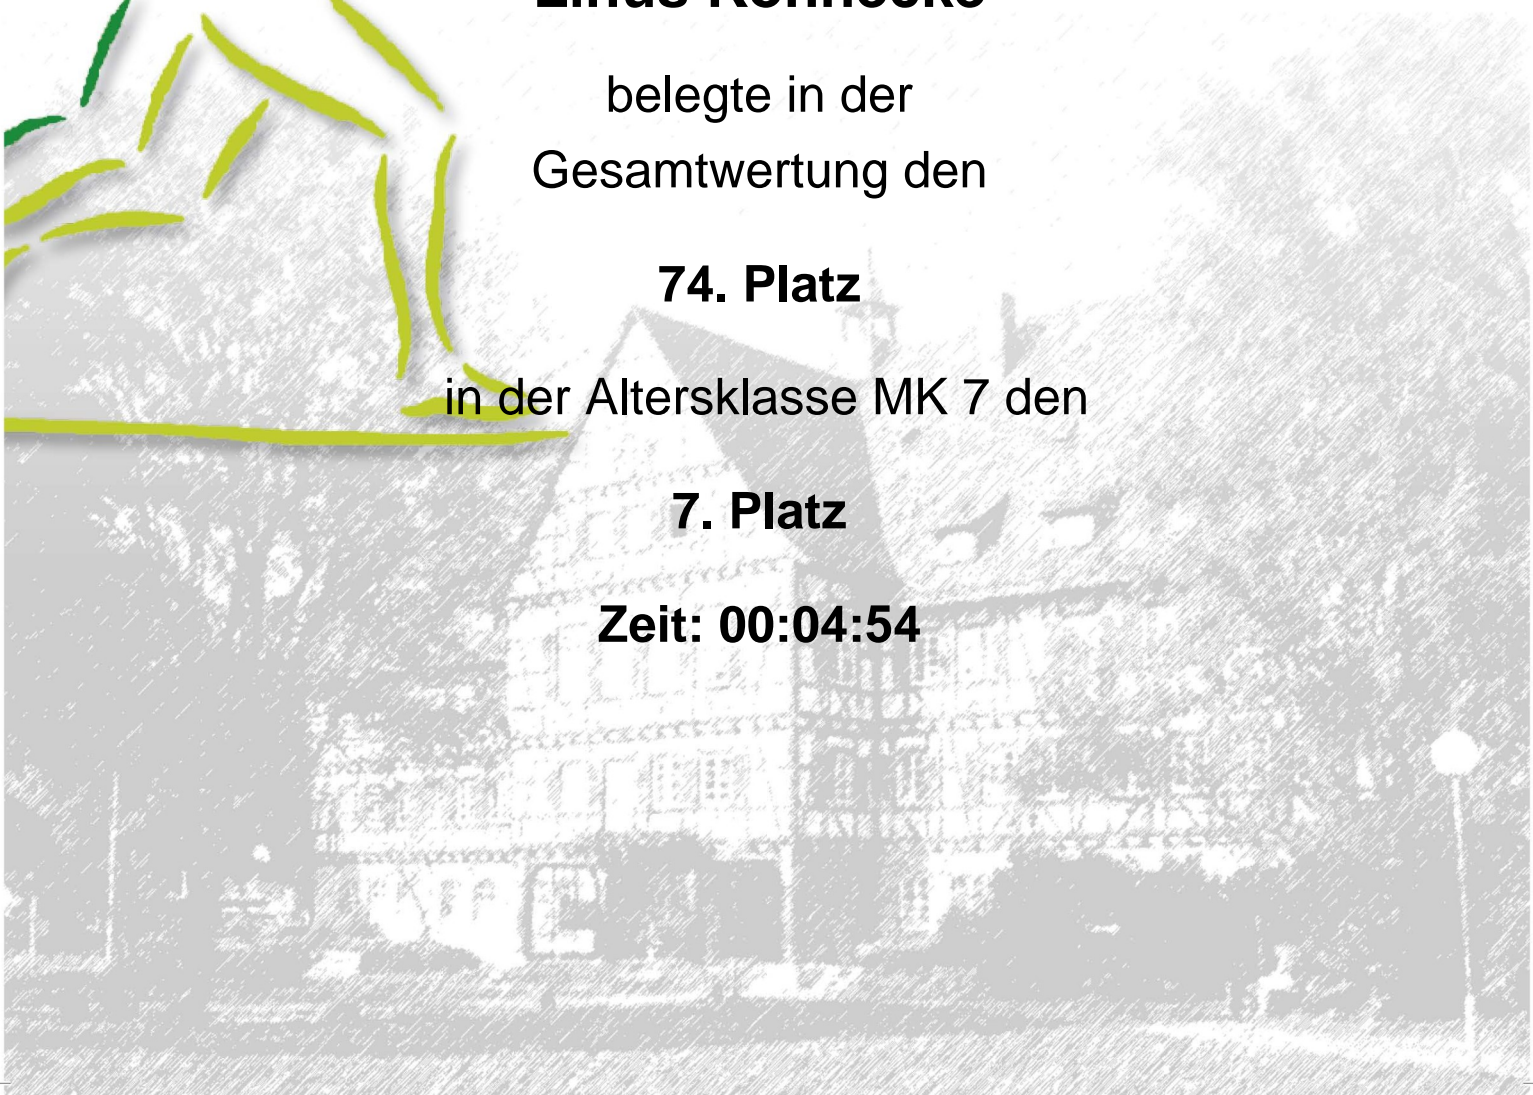 belegte in der
Gesamtwertung den
74. Platz
in der Altersklasse MK 7 den
7. Platz
Zeit: 00:04:54